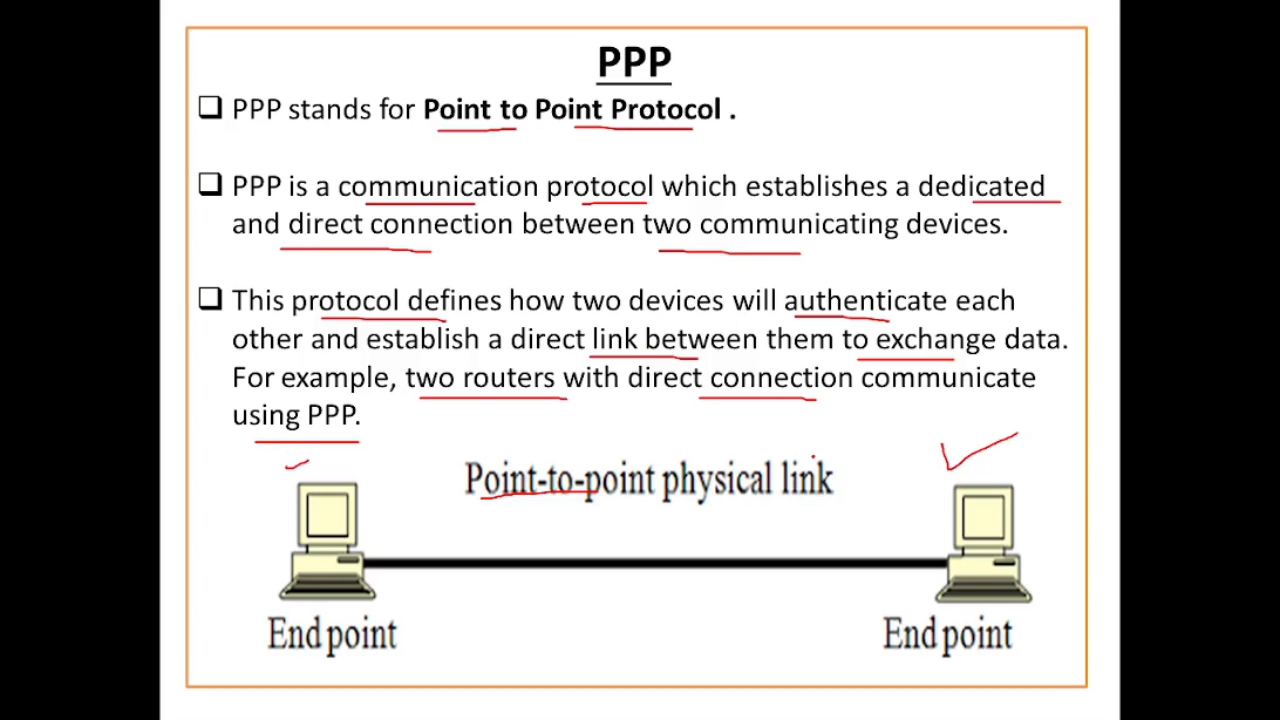 PPP
PPP stands for Point to Point Protocol .
PPP is a communication protocol which establishes a dedicated
and direct connection between two communicating devices.
This protocol defines how two devices will authenticate each
other and establish a direct link between them to exchange data.
For example, two routers with direct connection communicate
using PPP.
Point-to-point physical link
End point
End point